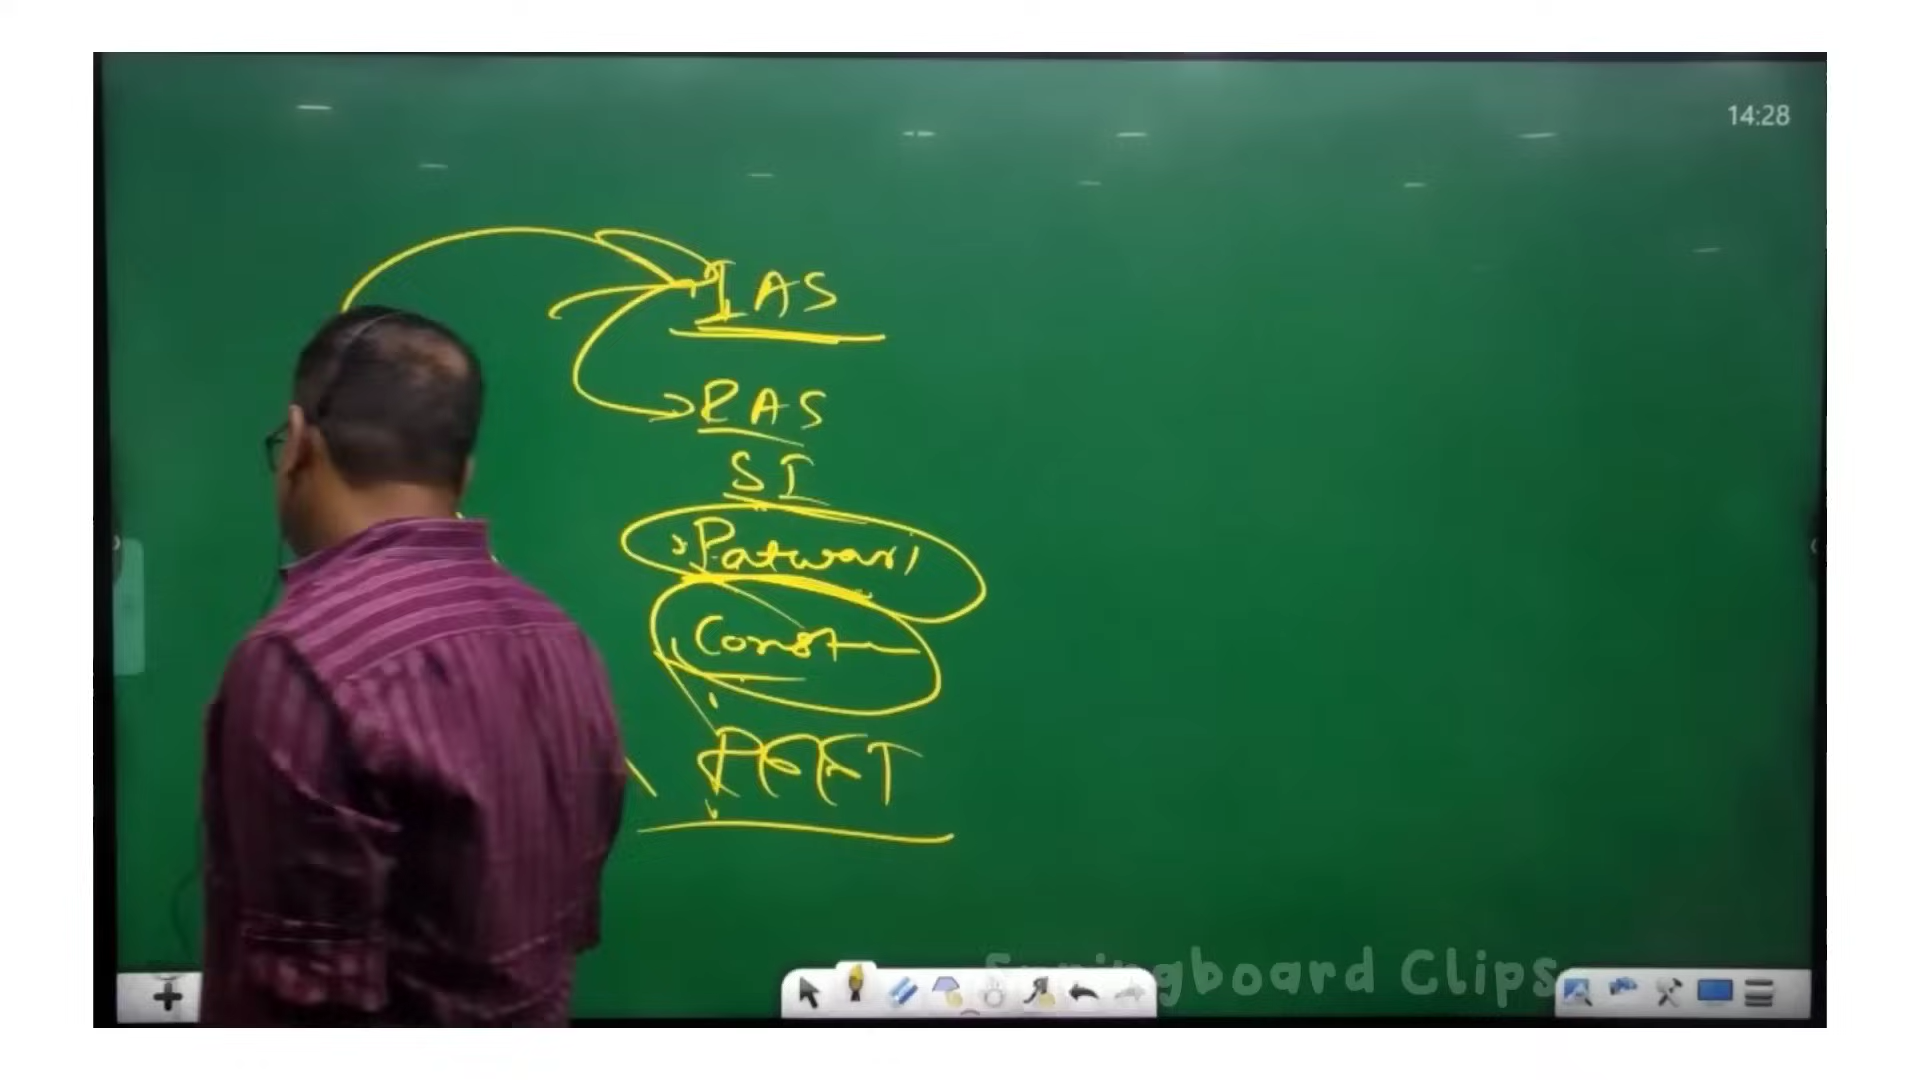 14:28
IAS
RAS
SI
Patwari
Const
REET
Springboard Clips